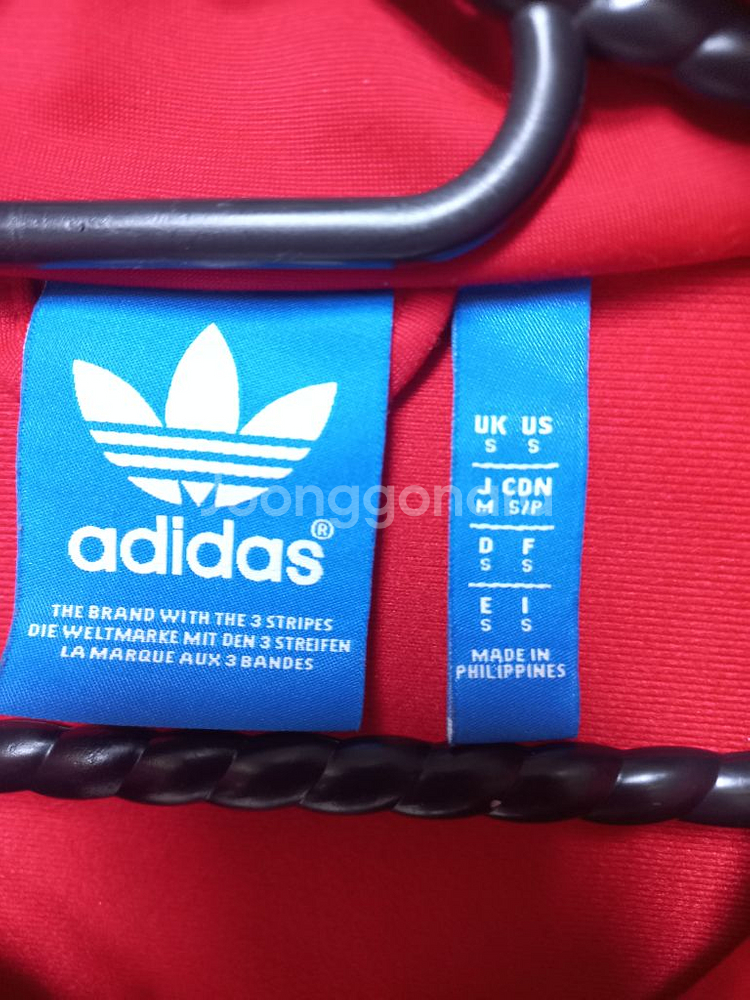 adidas®
THE BRAND WITH THE 3 STRIPES
DIE WELTMARKE MIT DEN 3 STREIFEN
LA MARQUE AUX 3 BANDES
UK US
S S
J CDN
M S/P
D F
S S
E I
S S
MADE IN
PHILIPPINES
Joonggonara